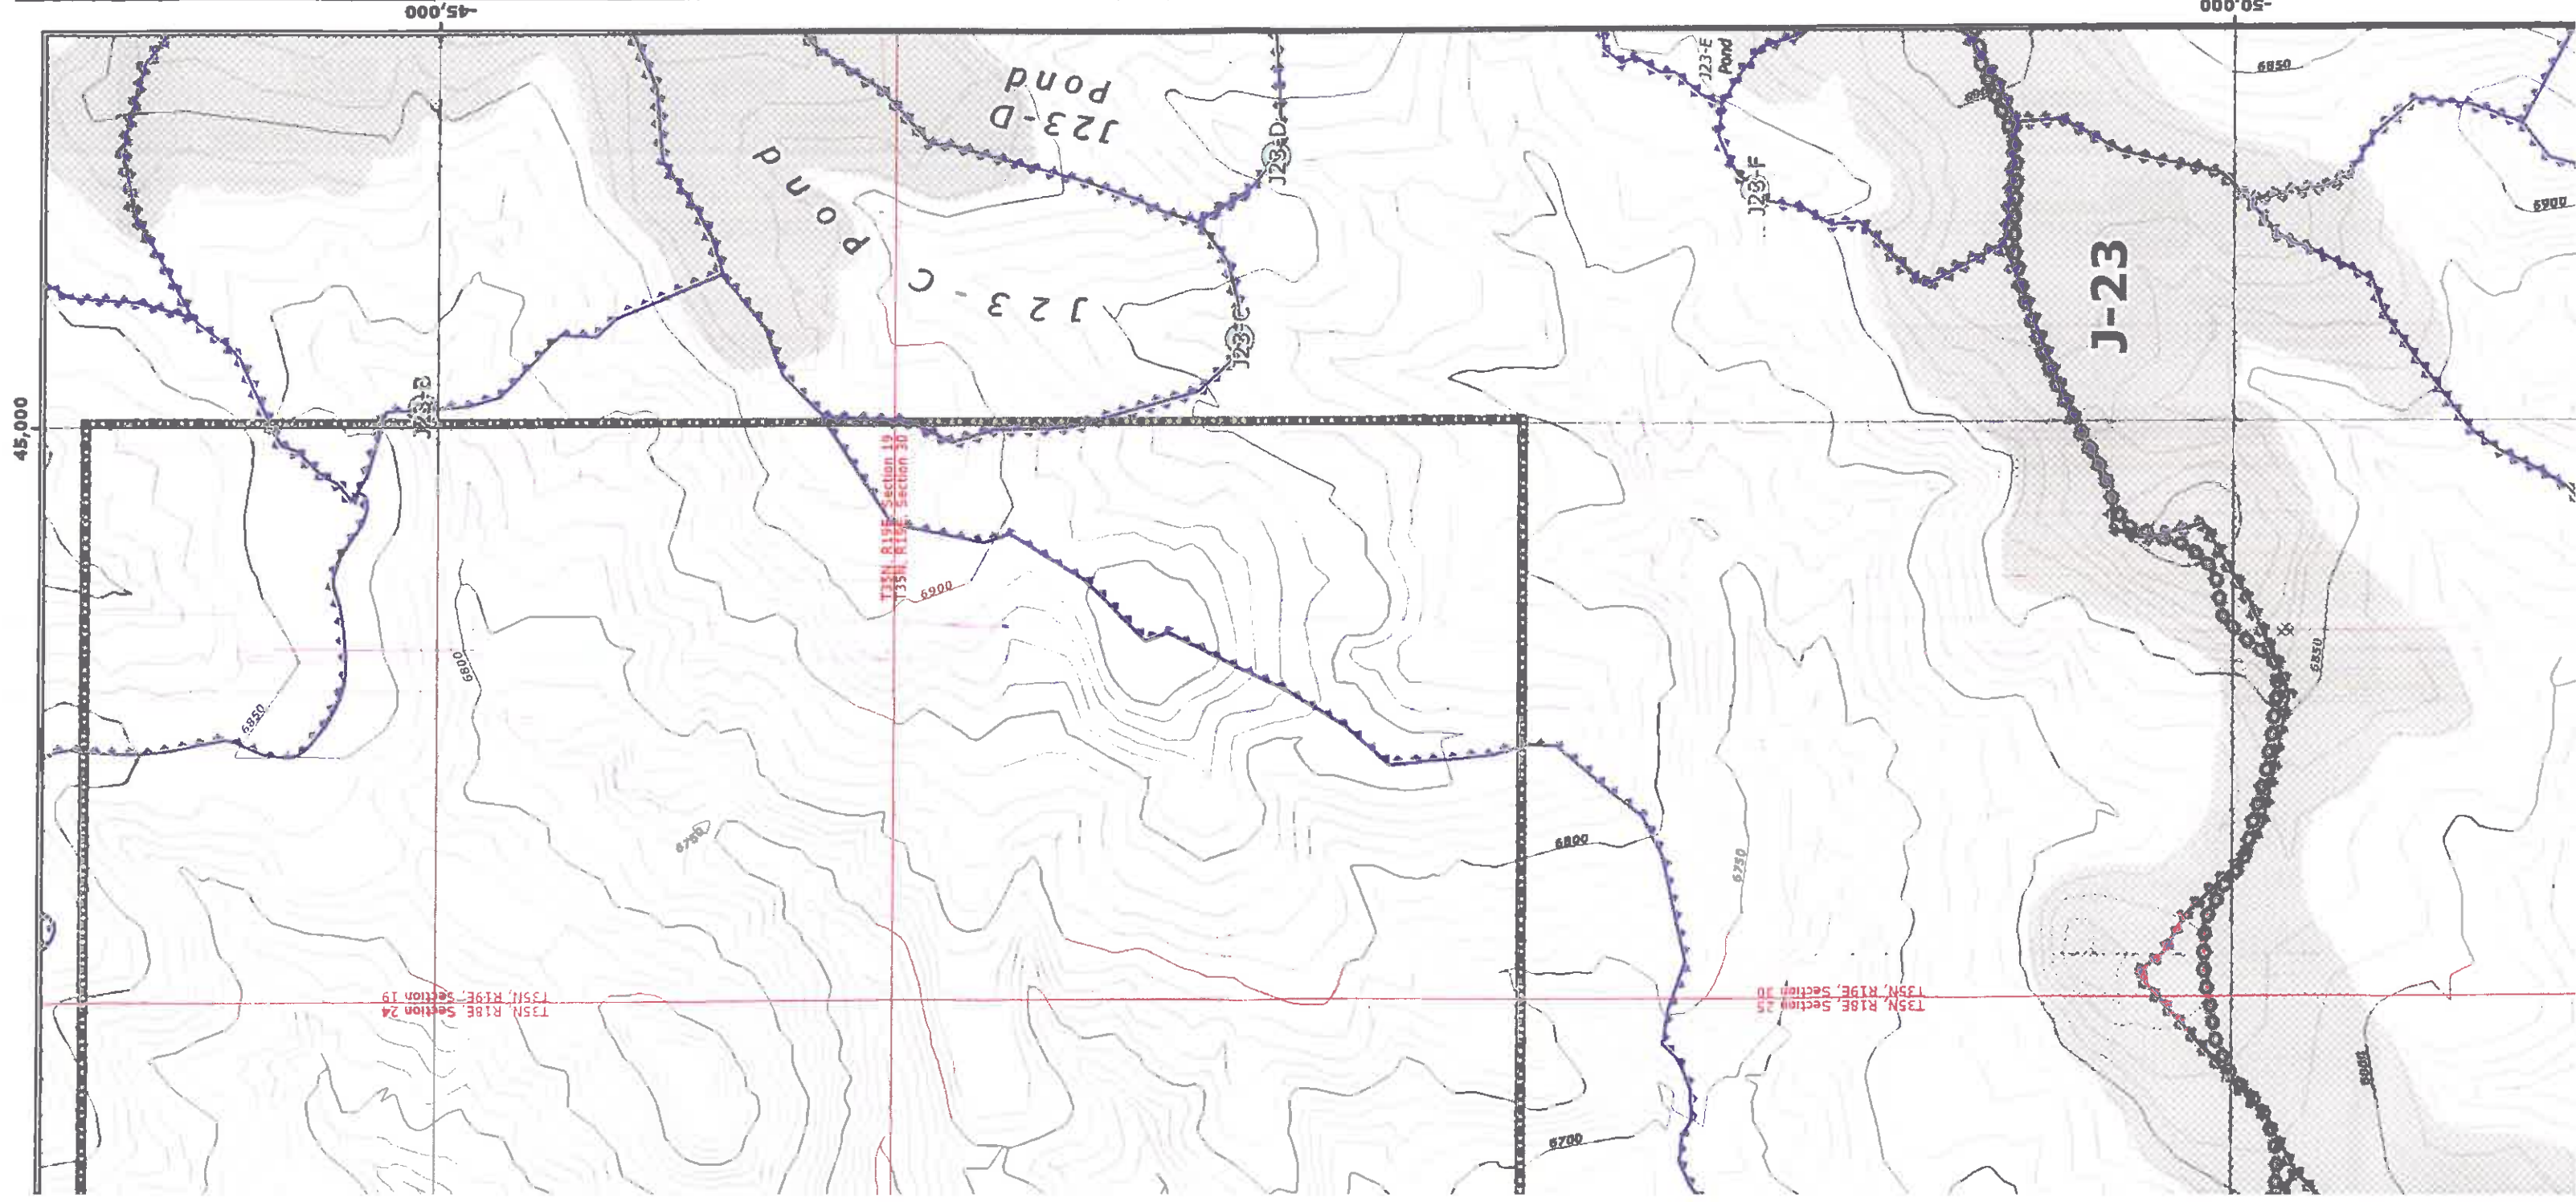 -45,000
-50,000
45,000
J23-D
Pond
J23-E
Pond
6850
J23-D
J23-F
6900
J-23
J23-C
Pond
J23-C
J23-B
T35N, R19E, Section 19
T35N, R19E, Section 30
6900
6800
6850
6850
6750
6800
6750
T35N, R19E, Section 19
T35N, R18E, Section 24
T35N, R19E, Section 30
T35N, R18E, Section 25
6800
6700